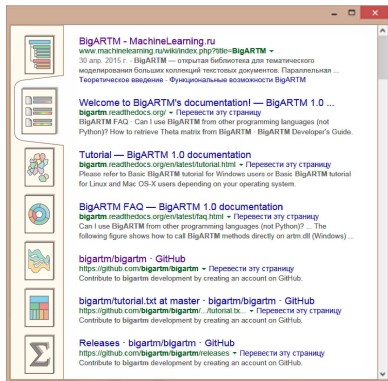 BigARTM - MachineLearning.ru
www.machinelearning.ru/wiki/index.php?title=BigARTM
30 апр. 2015 г. - BigARTM — открытая библиотека для тематического
моделирования больших коллекций текстовых документов. Параллельная ...
Теоретическое введение - Функциональные возможности BigARTM
Welcome to BigARTM's documentation! — BigARTM 1.0 ...
bigartm.readthedocs.org/ ▾ Перевести эту страницу
BigARTM FAQ · Can I use BigARTM from other programming languages (not
Python)? How to retrieve Theta matrix from BigARTM · BigARTM Developer's Guide.
Tutorial — BigARTM 1.0 documentation
bigartm.readthedocs.org/en/latest/tutorial.html ▾ Перевести эту страницу
Please refer to Basic BigARTM tutorial for Windows users or Basic BigARTM tutorial
for Linux and Mac OS-X users depending on your operating system.
BigARTM FAQ — BigARTM 1.0 documentation
bigartm.readthedocs.org/en/latest/faq.html ▾ Перевести эту страницу
Can I use BigARTM from other programming languages (not Python)? ... The
following figure shows how to call BigARTM methods directly on artm.dll (Windows) ...
bigartm/bigartm · GitHub
https://github.com/bigartm/bigartm ▾ Перевести эту страницу
Contribute to bigartm development by creating an account on GitHub.
bigartm/tutorial.txt at master · bigartm/bigartm · GitHub
https://github.com/bigartm/bigartm/.../tutorial.tx... ▾ Перевести эту страницу
Contribute to bigartm development by creating an account on GitHub.
Releases · bigartm/bigartm · GitHub
https://github.com/bigartm/bigartm/releases ▾ Перевести эту страницу
Contribute to bigartm development by creating an account on GitHub.
Σ